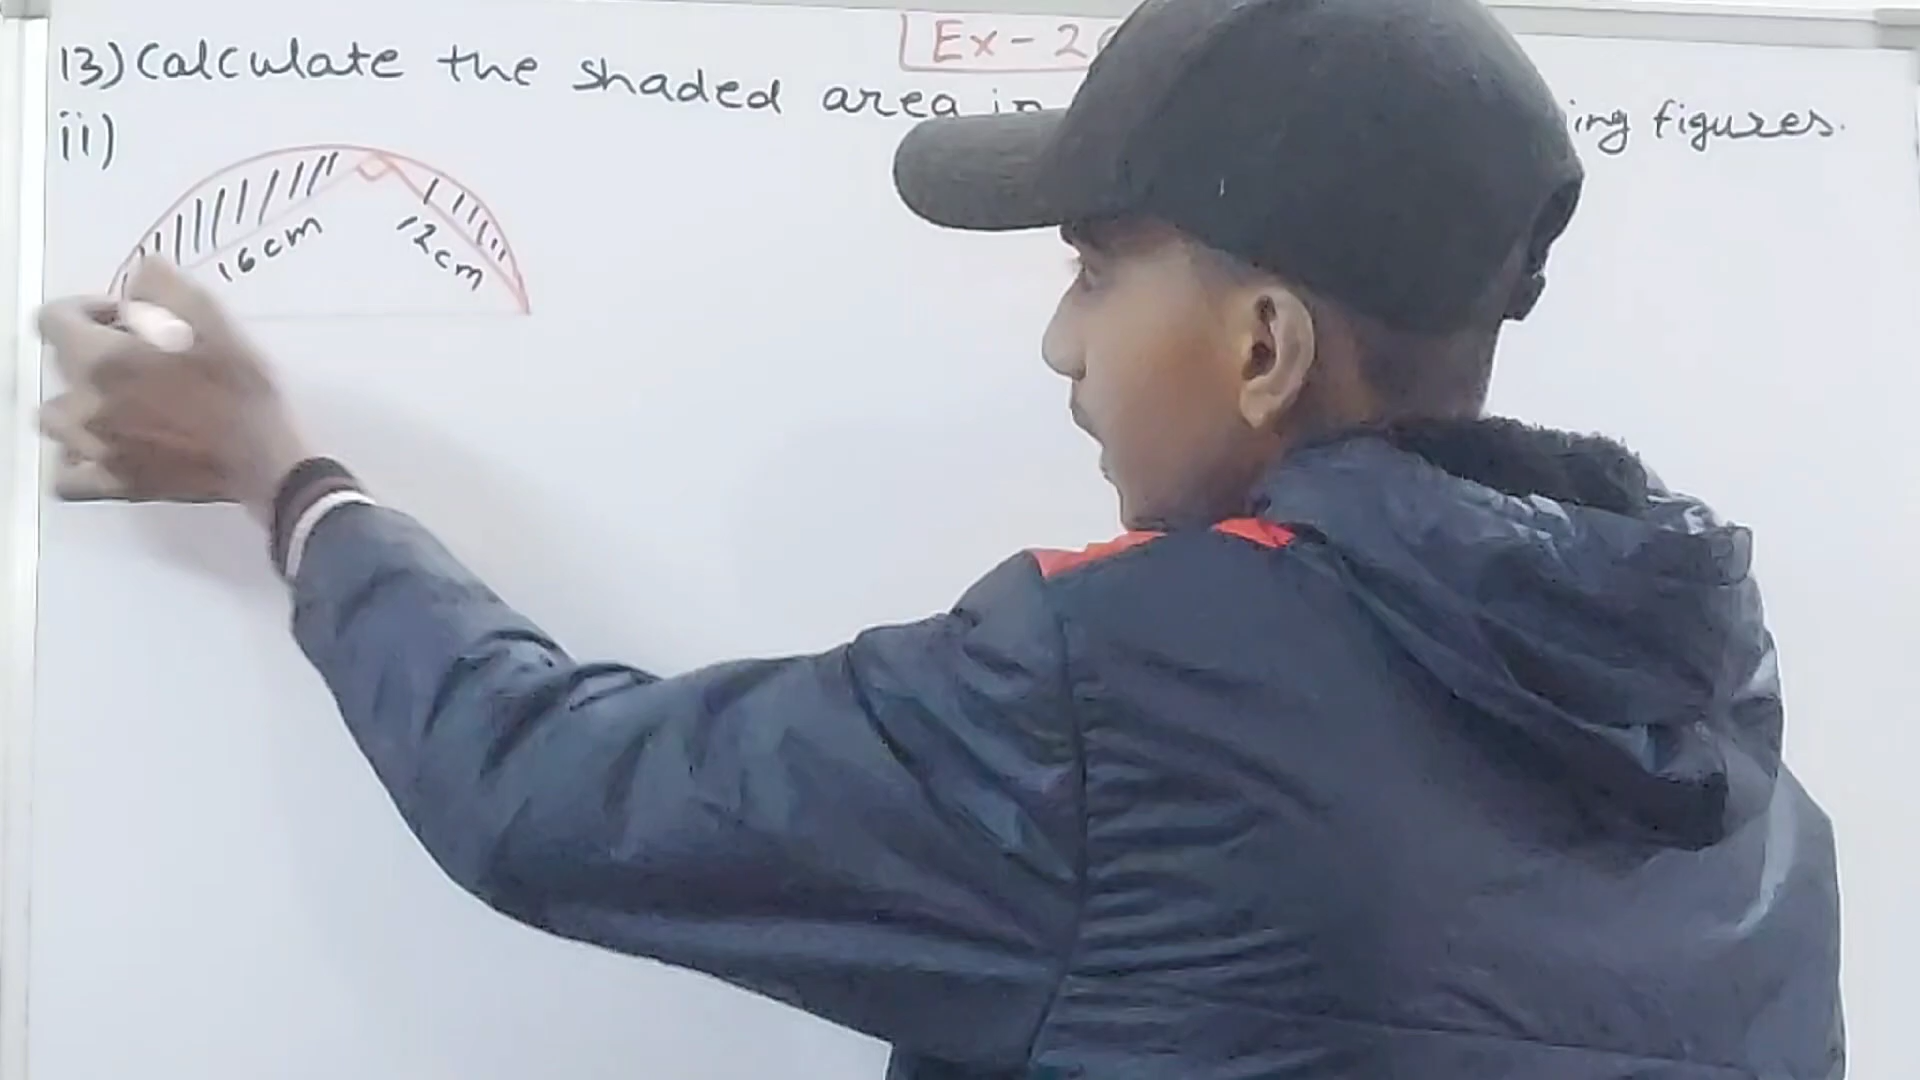 Ex-2
13) Calculate the shaded area in ing figures.
ii)
16cm
12cm